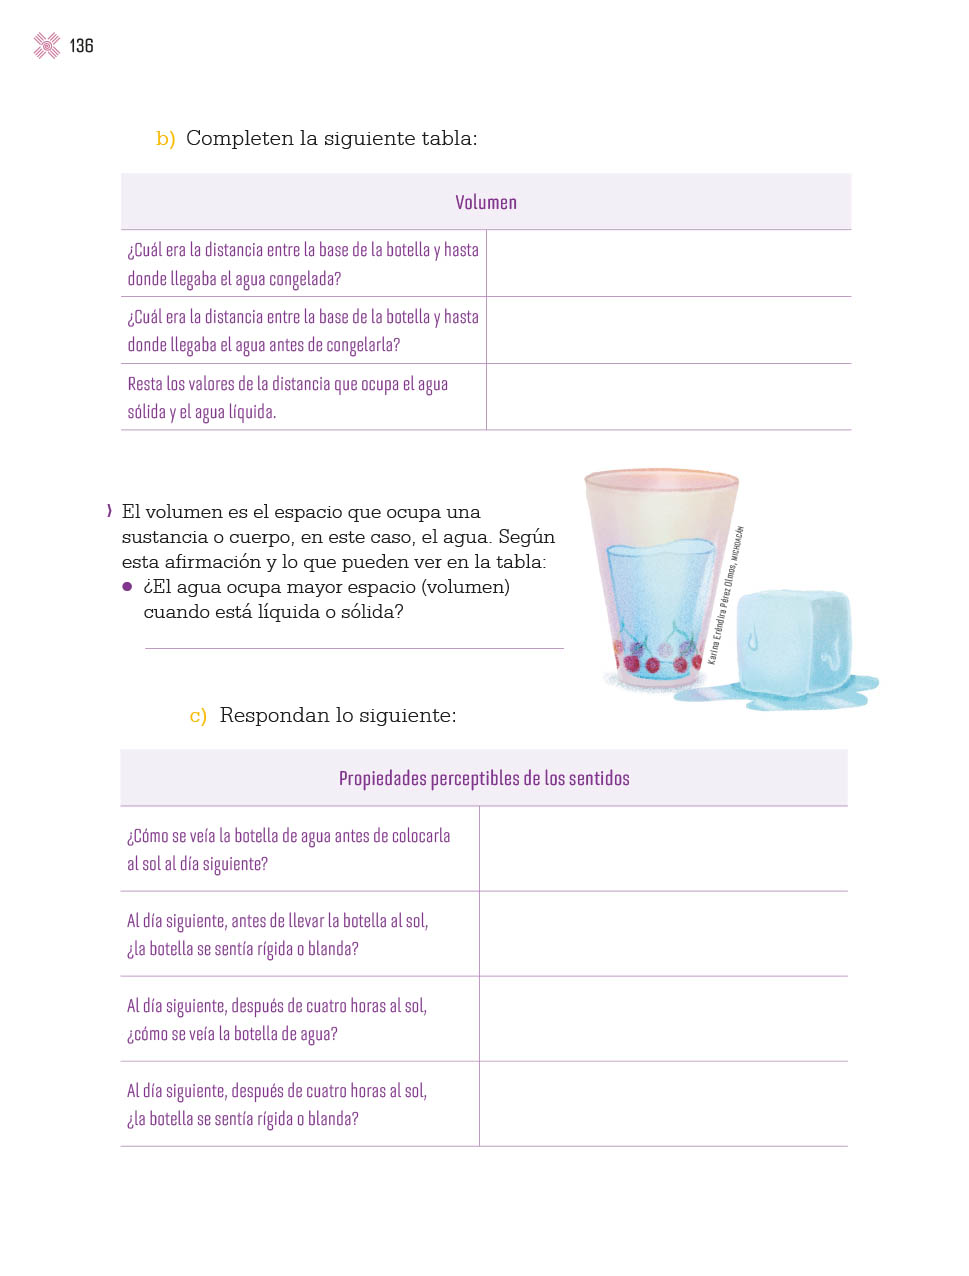 136
b) Completen la siguiente tabla:
Volumen
¿Cuál era la distancia entre la base de la botella y hasta
donde llegaba el agua congelada?
¿Cuál era la distancia entre la base de la botella y hasta
donde llegaba el agua antes de congelarla?
Resta los valores de la distancia que ocupa el agua
sólida y el agua líquida.
El volumen es el espacio que ocupa una
sustancia o cuerpo, en este caso, el agua. Según
esta afirmación y lo que pueden ver en la tabla:
● ¿El agua ocupa mayor espacio (volumen)
cuando está líquida o sólida?
Karina Eréndira Pérez Olmos, MICHOACÁN
c) Respondan lo siguiente:
Propiedades perceptibles de los sentidos
¿Cómo se veía la botella de agua antes de colocarla
al sol al día siguiente?
Al día siguiente, antes de llevar la botella al sol,
¿la botella se sentía rígida o blanda?
Al día siguiente, después de cuatro horas al sol,
¿cómo se veía la botella de agua?
Al día siguiente, después de cuatro horas al sol,
¿la botella se sentía rígida o blanda?